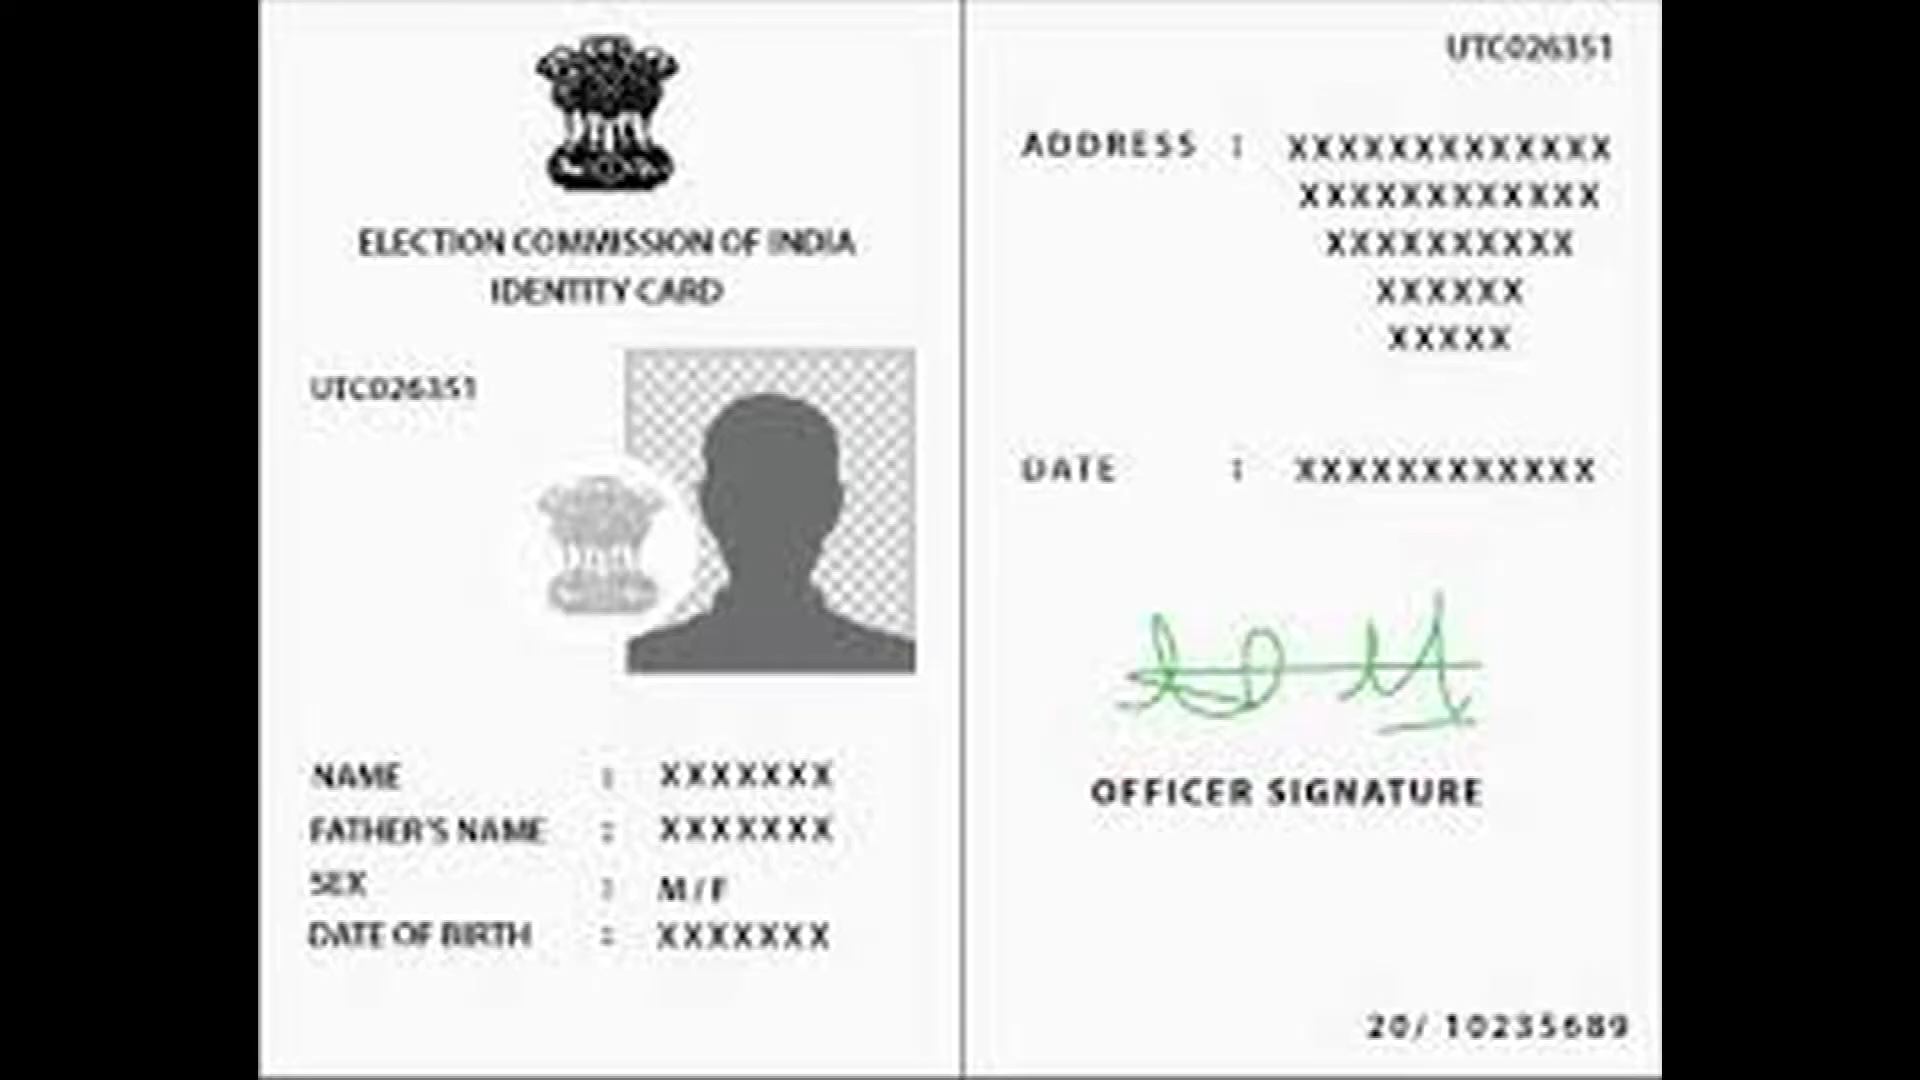 ELECTION COMMISSION OF INDIA
IDENTITY CARD
UTC026351
NAME : XXXXXXX
FATHER'S NAME : XXXXXXX
SEX : M / F
DATE OF BIRTH : XXXXXXX
UTC026351
ADDRESS : XXXXXXXXXXXXX
XXXXXXXXXXXX
XXXXXXXXXX
XXXXXX
XXXXX
DATE : XXXXXXXXXXXX
OFFICER SIGNATURE
20/ 10235689